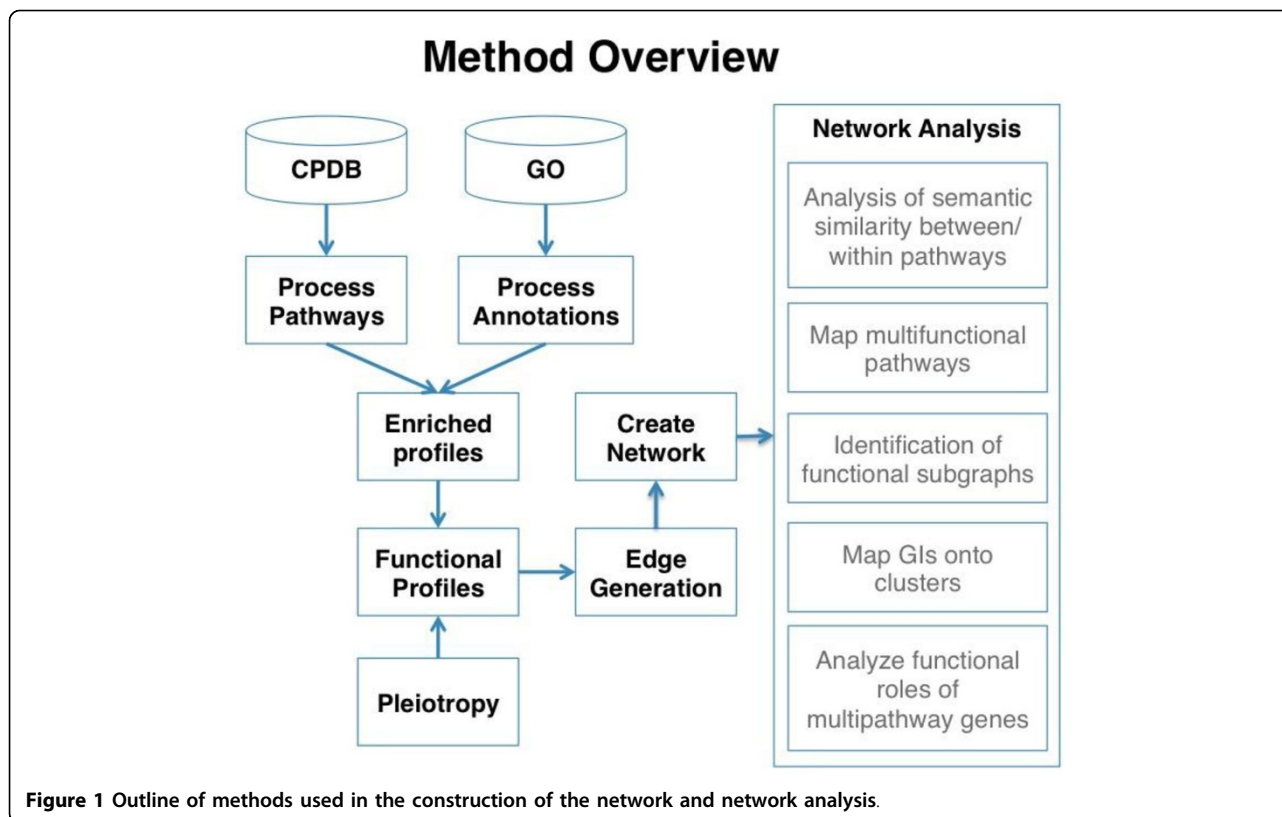 Method Overview
CPDB
GO
Process
Pathways
Process
Annotations
Enriched
profiles
Functional
Profiles
Pleiotropy
Edge
Generation
Create
Network
Network Analysis
Analysis of semantic
similarity between/
within pathways
Map multifunctional
pathways
Identification of
functional subgraphs
Map GIs onto
clusters
Analyze functional
roles of
multipathway genes
Figure 1 Outline of methods used in the construction of the network and network analysis.